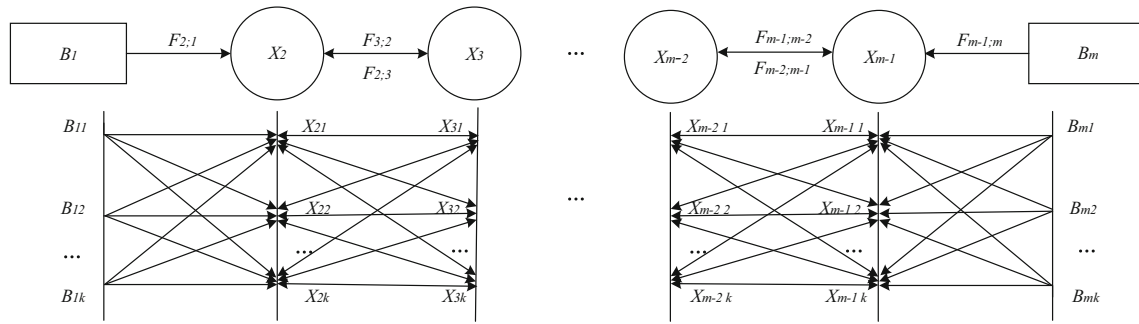 B1 F2;1 X2 F3;2 X3 ... Xm-2 Fm-1;m-2 Xm-1 Fm-1;m Bm
F2;3 Fm-2;m-1
B11 X21 X31 Xm-2 1 Xm-1 1 Bm1
B12 X22 X32 ... Xm-2 2 Xm-1 2 Bm2
... ... ... ... ... ...
B1k X2k X3k Xm-2 k Xm-1 k Bmk